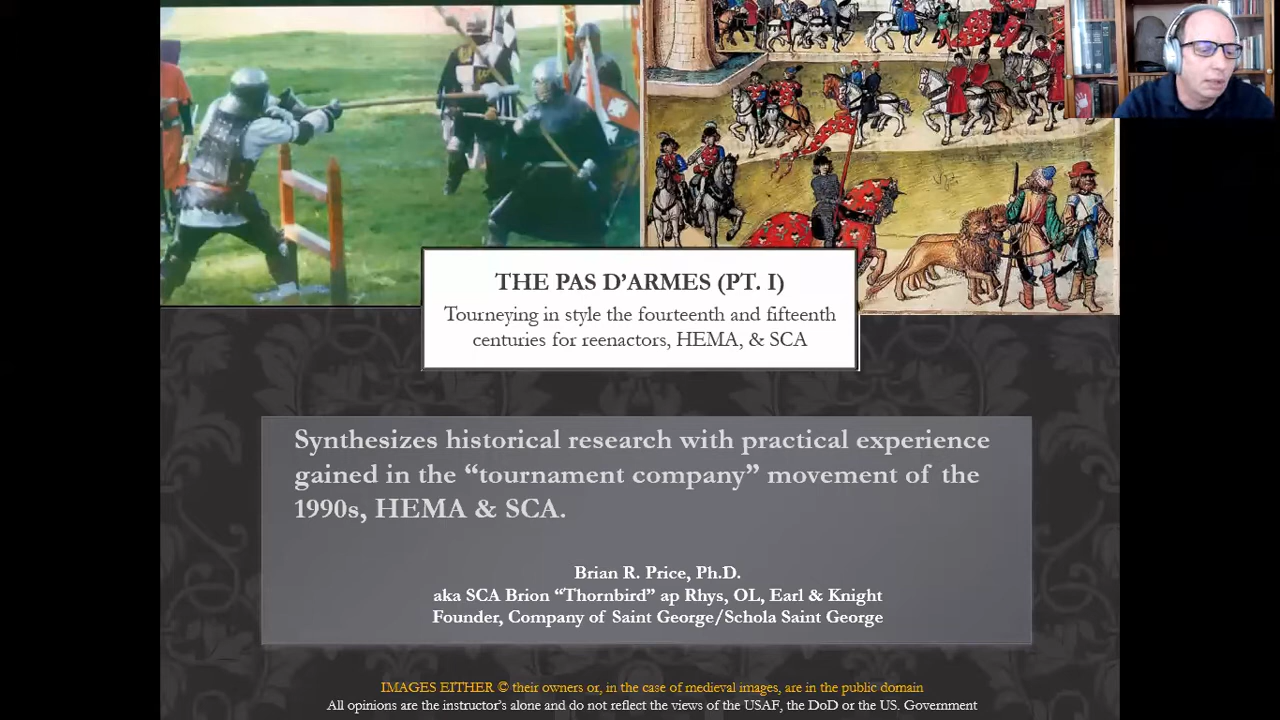 THE PAS D’ARMES (PT. I)
Tourneying in style the fourteenth and fifteenth
centuries for reenactors, HEMA, & SCA
Synthesizes historical research with practical experience
gained in the “tournament company” movement of the
1990s, HEMA & SCA.
Brian R. Price, Ph.D.
aka SCA Brion “Thornbird” ap Rhys, OL, Earl & Knight
Founder, Company of Saint George/Schola Saint George
IMAGES EITHER © their owners or, in the case of medieval images, are in the public domain
All opinions are the instructor’s alone and do not reflect the views of the USAF, the DoD or the US. Government